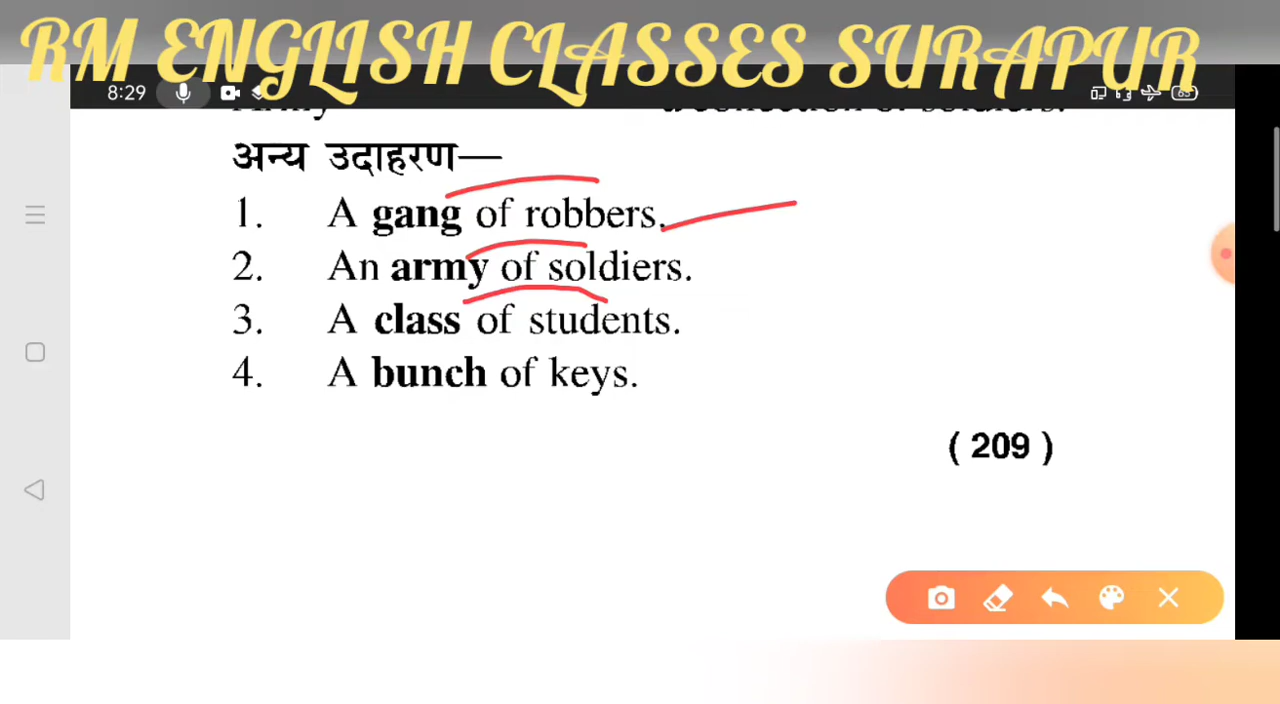 RM ENGLISH CLASSES SURAPUR
8:29
अन्य उदाहरण—
1. A gang of robbers.
2. An army of soldiers.
3. A class of students.
4. A bunch of keys.
( 209 )